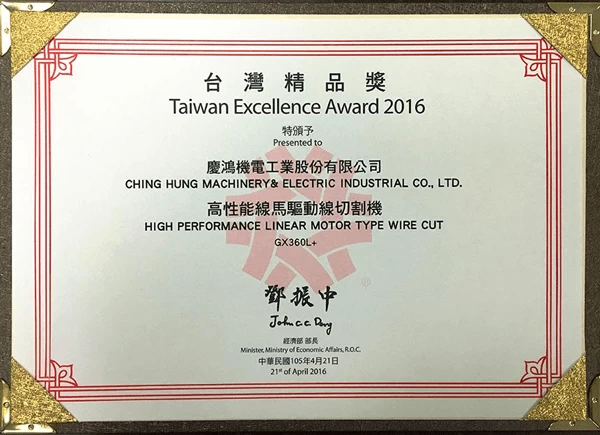 台灣精品獎
Taiwan Excellence Award 2016
特頒予
Presented to
慶鴻機電工業股份有限公司
CHING HUNG MACHINERY& ELECTRIC INDUSTRIAL CO., LTD.
高性能線馬驅動線切割機
HIGH PERFORMANCE LINEAR MOTOR TYPE WIRE CUT
GX360L+
®
鄧振中
John C.C. Deng
經濟部 部長
Minister, Ministry of Economic Affairs, R.O.C.
中華民國105年4月21日
21st of April 2016